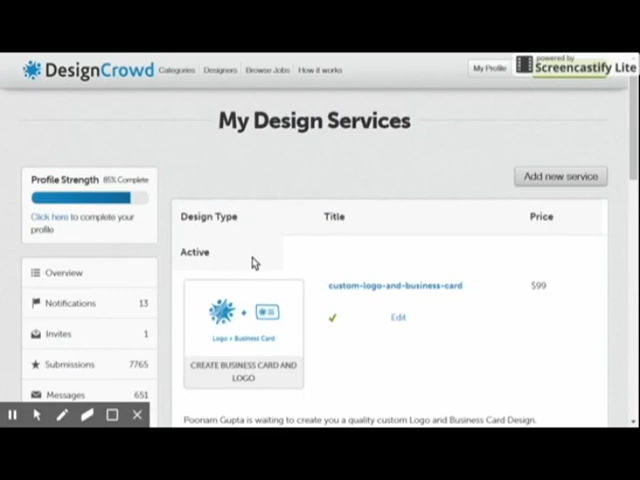 DesignCrowd Categories Designers Browse Jobs How it works My Profile
powered by
Screencastify Lite
My Design Services
Profile Strength 85% Complete
Click here to complete your
profile
Add new service
Design Type Title Price
Active
custom-logo-and-business-card $99
Edit
Logo + Business Card
CREATE BUSINESS CARD AND
LOGO
Poonam Gupta is waiting to create you a quality custom Logo and Business Card Design.
Overview
Notifications 13
Invites 1
Submissions 7765
Messages 651